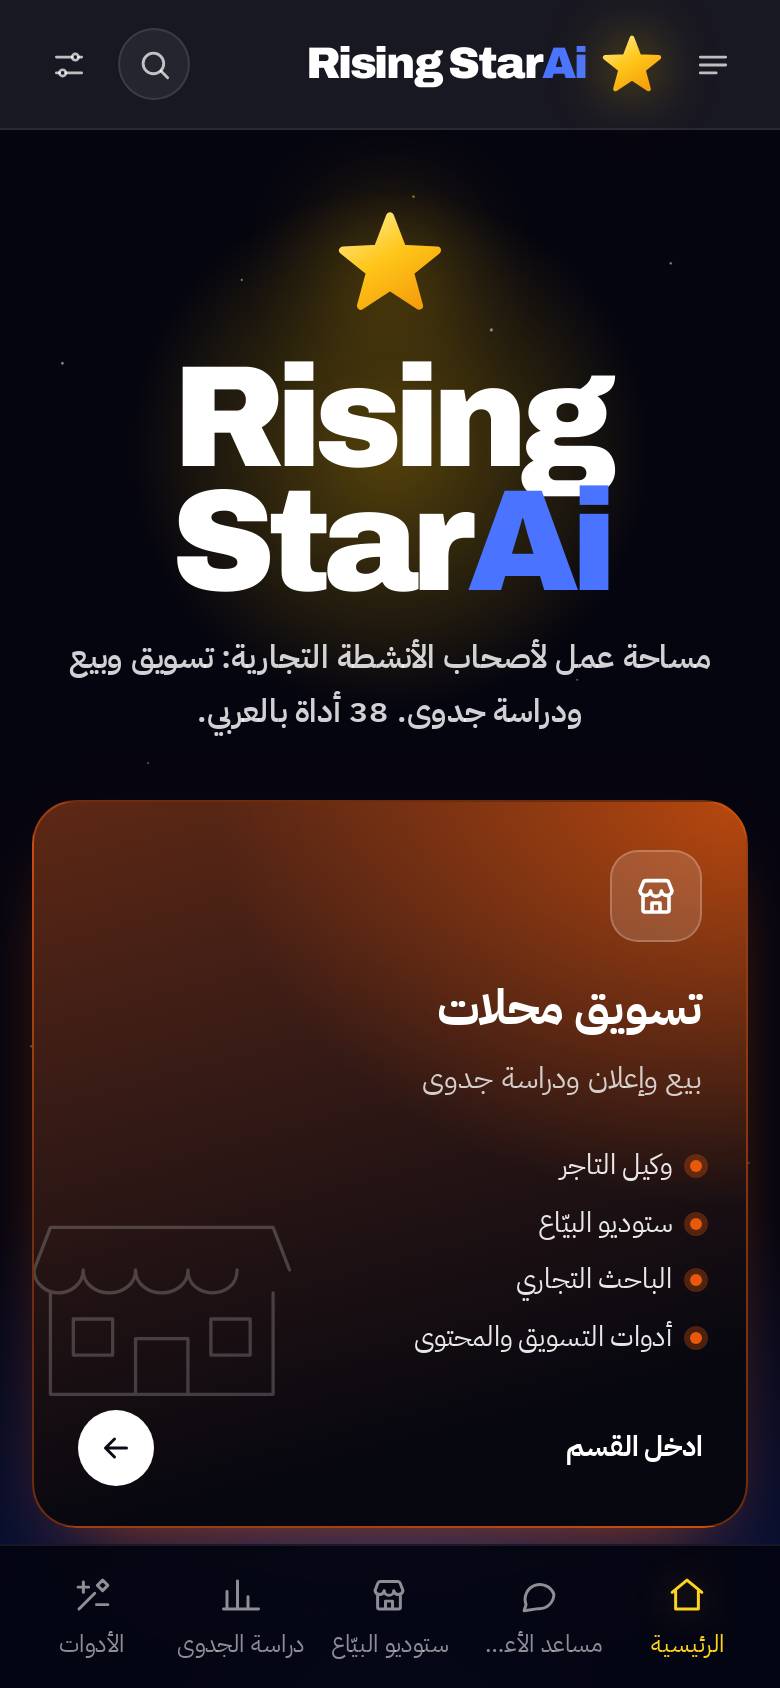 Rising StarAi
Rising
StarAi
مساحة عمل لأصحاب الأنشطة التجارية: تسويق وبيع
ودراسة جدوى. 38 أداة بالعربي.
تسويق محلات
بيع وإعلان ودراسة جدوى
وكيل التاجر
ستوديو البيّاع
الباحث التجاري
أدوات التسويق والمحتوى
ادخل القسم
الرئيسية
مساعد الأع...
ستوديو البيّاع
دراسة الجدوى
الأدوات